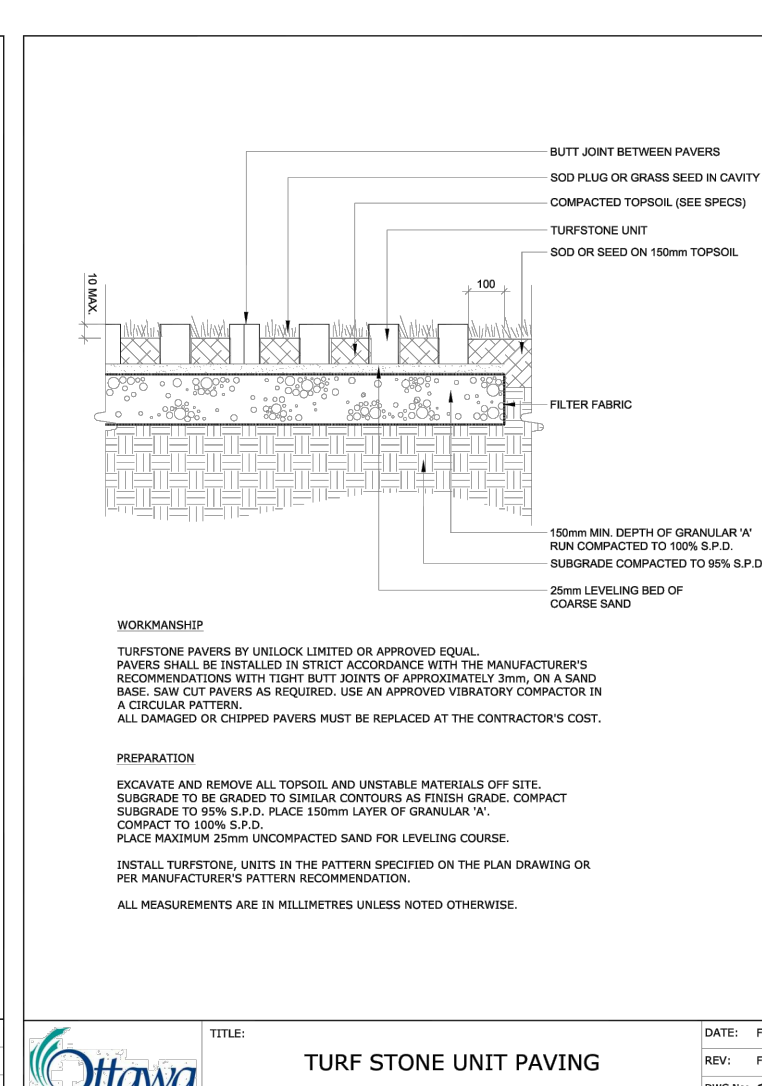 BUTT JOINT BETWEEN PAVERS
SOD PLUG OR GRASS SEED IN CAVITY
COMPACTED TOPSOIL (SEE SPECS)
TURFSTONE UNIT
SOD OR SEED ON 150mm TOPSOIL
10 MAX.
100
FILTER FABRIC
150mm MIN. DEPTH OF GRANULAR 'A'
RUN COMPACTED TO 100% S.P.D.
SUBGRADE COMPACTED TO 95% S.P.D
25mm LEVELING BED OF
COARSE SAND
WORKMANSHIP
TURFSTONE PAVERS BY UNILOCK LIMITED OR APPROVED EQUAL.
PAVERS SHALL BE INSTALLED IN STRICT ACCORDANCE WITH THE MANUFACTURER'S
RECOMMENDATIONS WITH TIGHT BUTT JOINTS OF APPROXIMATELY 3mm, ON A SAND
BASE. SAW CUT PAVERS AS REQUIRED. USE AN APPROVED VIBRATORY COMPACTOR IN
A CIRCULAR PATTERN.
ALL DAMAGED OR CHIPPED PAVERS MUST BE REPLACED AT THE CONTRACTOR'S COST.
PREPARATION
EXCAVATE AND REMOVE ALL TOPSOIL AND UNSTABLE MATERIALS OFF SITE.
SUBGRADE TO BE GRADED TO SIMILAR CONTOURS AS FINISH GRADE. COMPACT
SUBGRADE TO 95% S.P.D. PLACE 150mm LAYER OF GRANULAR 'A'.
COMPACT TO 100% S.P.D.
PLACE MAXIMUM 25mm UNCOMPACTED SAND FOR LEVELING COURSE.
INSTALL TURFSTONE, UNITS IN THE PATTERN SPECIFIED ON THE PLAN DRAWING OR
PER MANUFACTURER'S PATTERN RECOMMENDATION.
ALL MEASUREMENTS ARE IN MILLIMETRES UNLESS NOTED OTHERWISE.
Ottawa
TITLE:
TURF STONE UNIT PAVING
DATE: F
REV: F